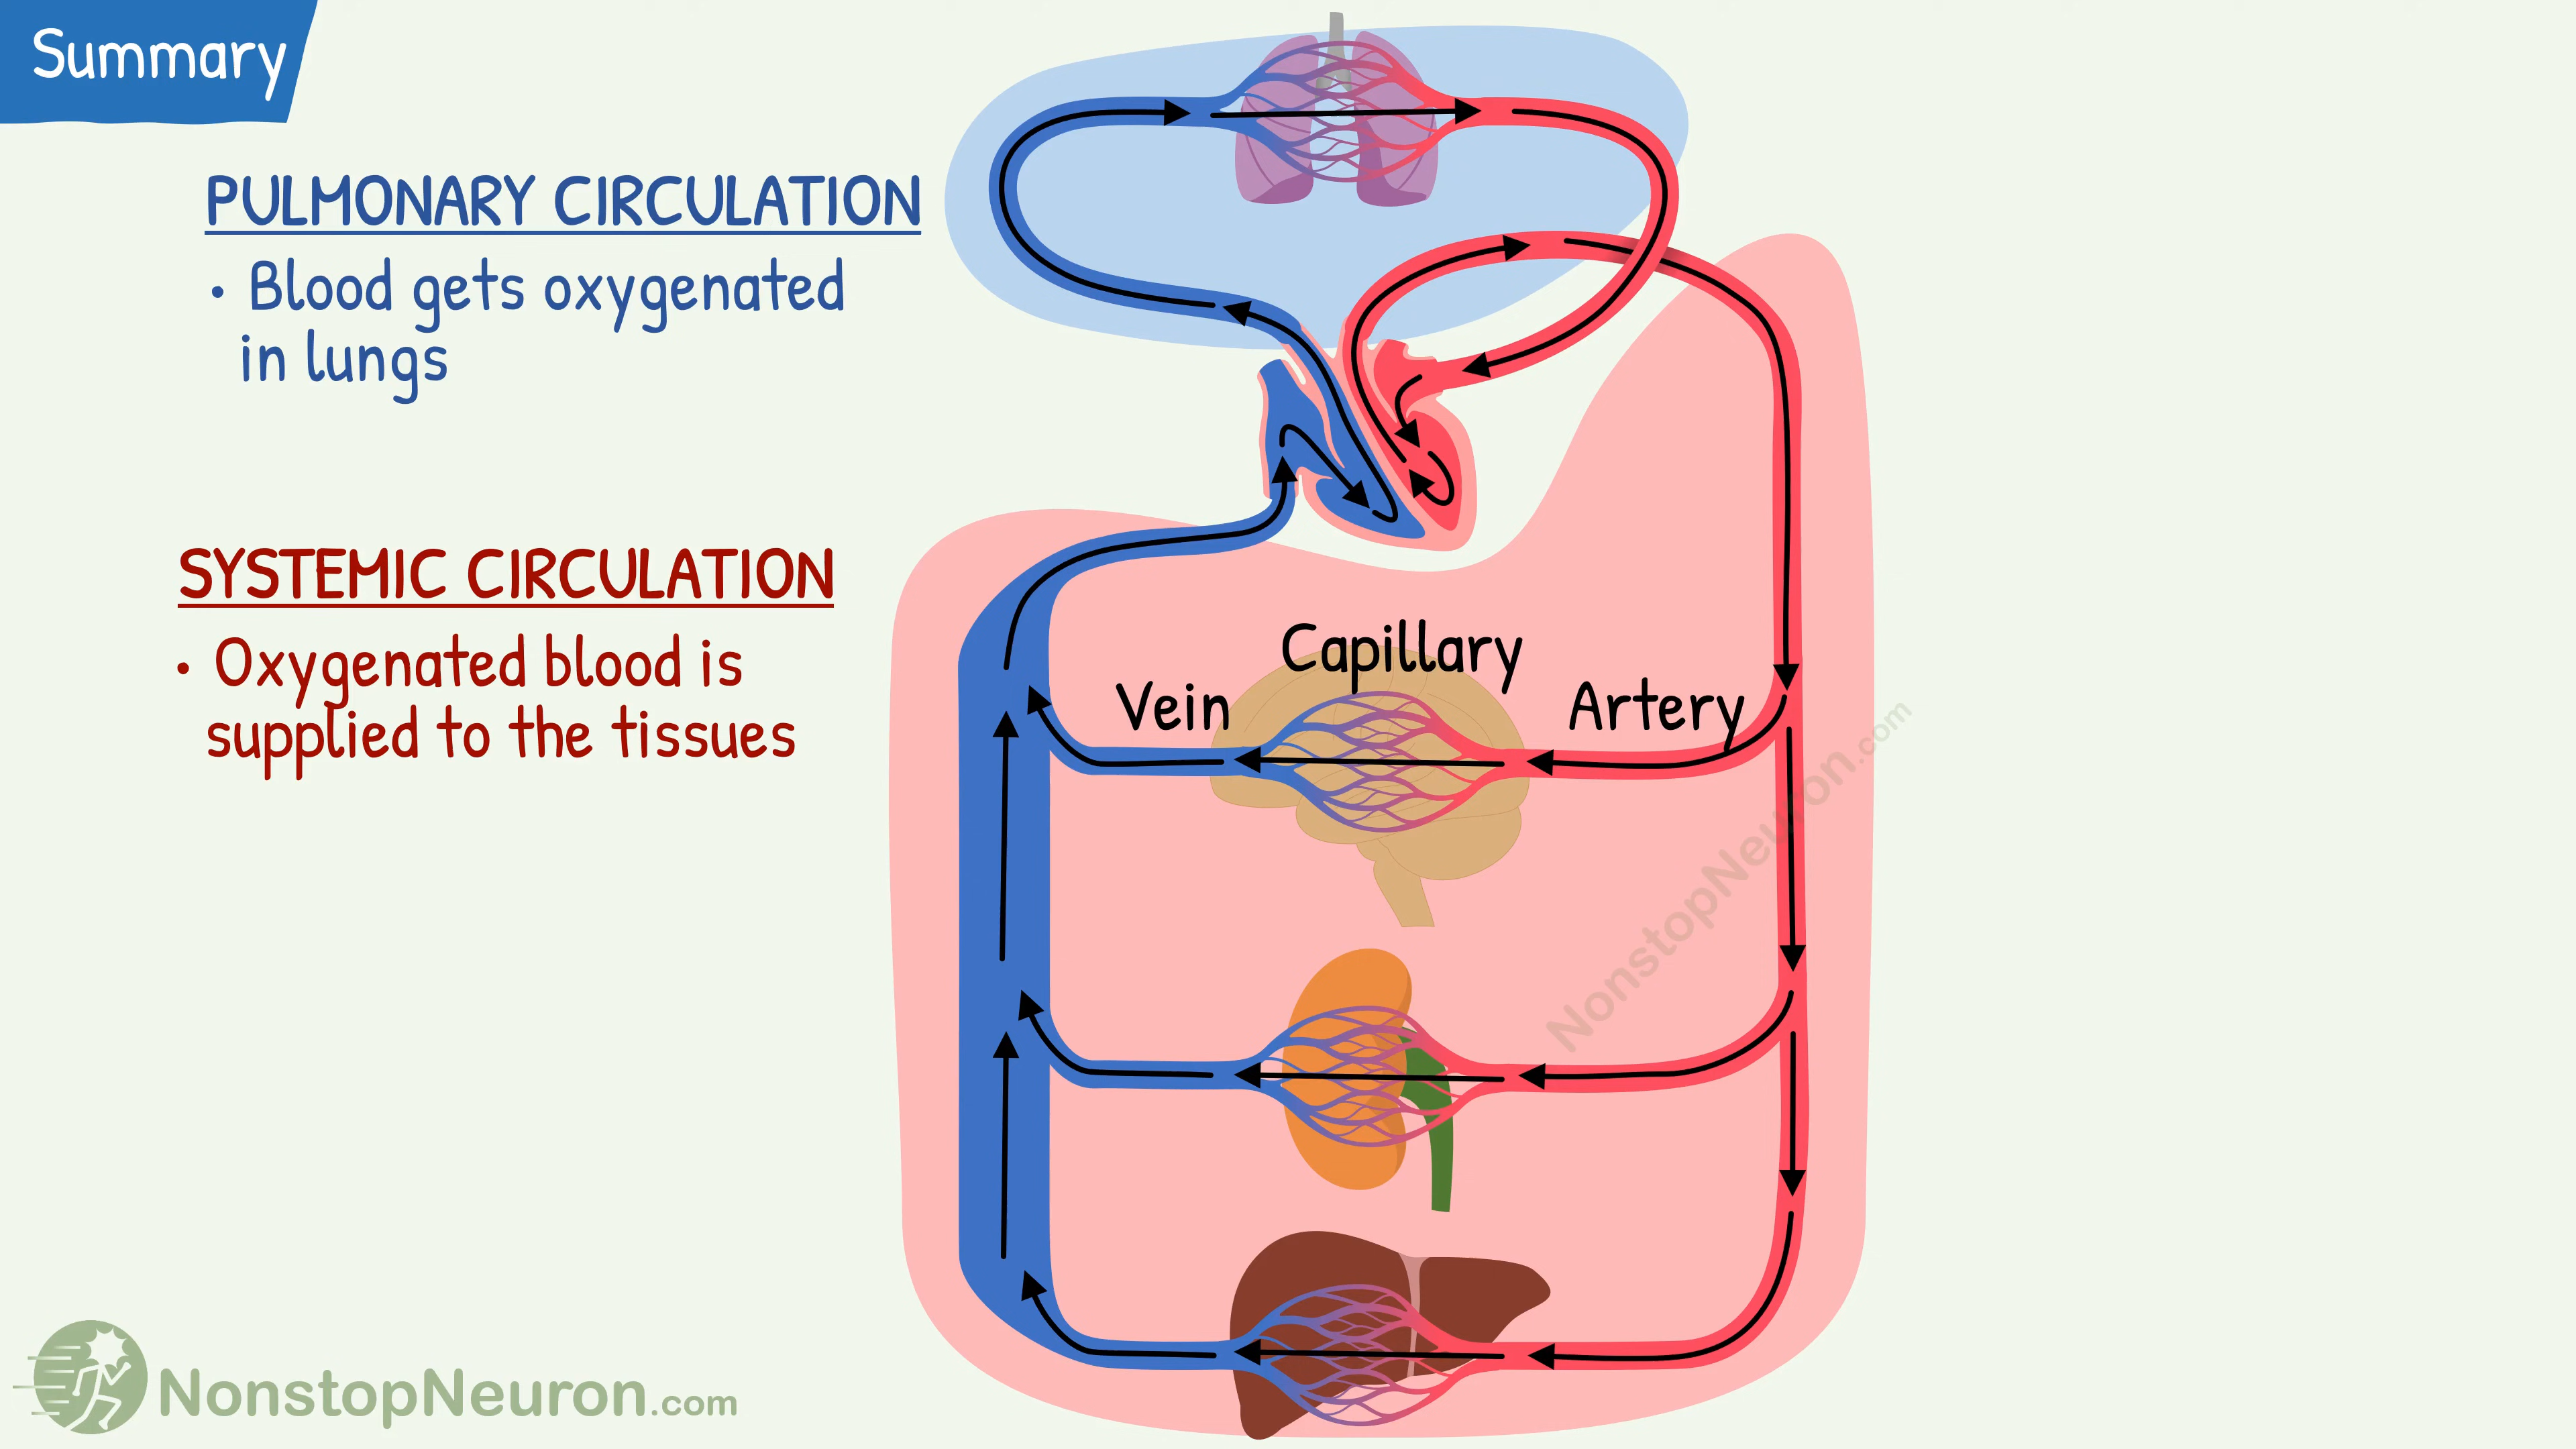 Summary
PULMONARY CIRCULATION
• Blood gets oxygenated
in lungs
SYSTEMIC CIRCULATION
• Oxygenated blood is
supplied to the tissues
Capillary
Vein
Artery
NonstopNeuron.com
NonstopNeuron.com